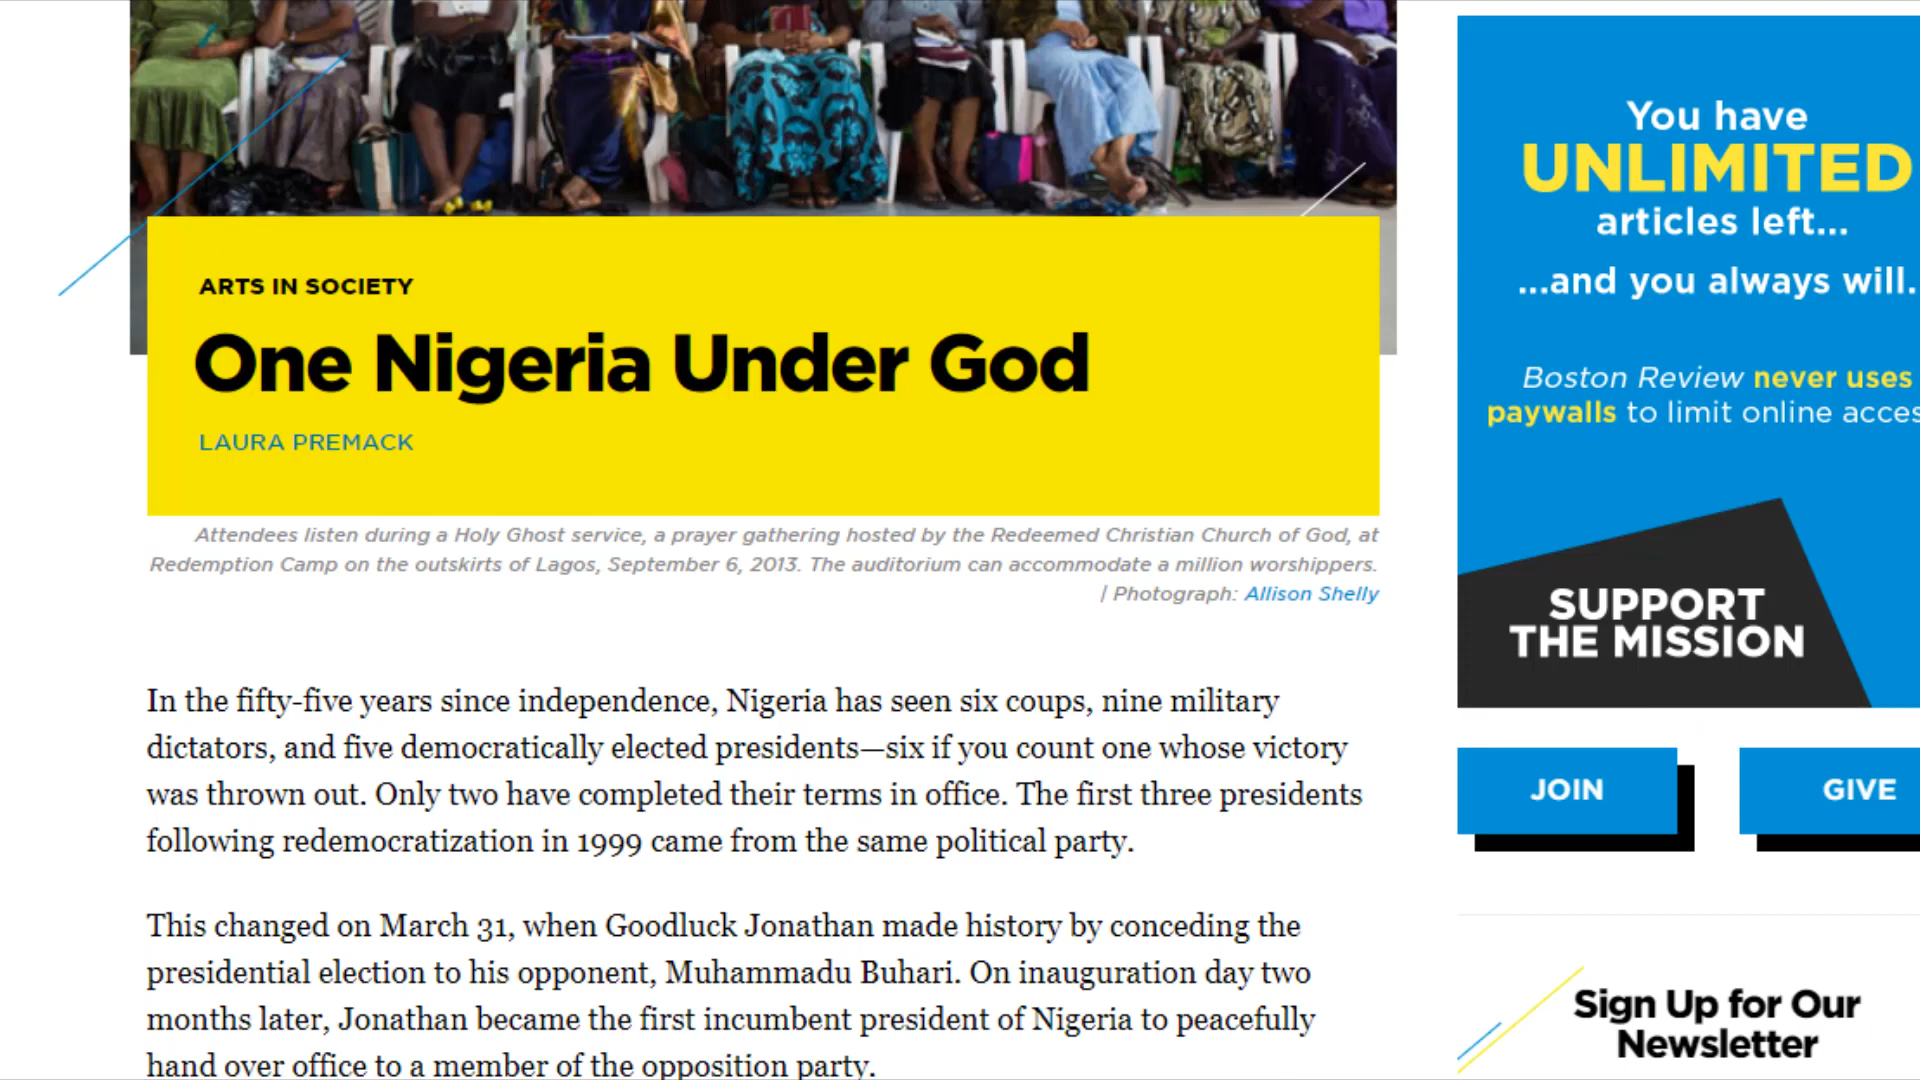 ARTS IN SOCIETY
One Nigeria Under God
LAURA PREMACK
Attendees listen during a Holy Ghost service, a prayer gathering hosted by the Redeemed Christian Church of God, at
Redemption Camp on the outskirts of Lagos, September 6, 2013. The auditorium can accommodate a million worshippers.
| Photograph: Allison Shelly
In the fifty-five years since independence, Nigeria has seen six coups, nine military
dictators, and five democratically elected presidents—six if you count one whose victory
was thrown out. Only two have completed their terms in office. The first three presidents
following redemocratization in 1999 came from the same political party.
This changed on March 31, when Goodluck Jonathan made history by conceding the
presidential election to his opponent, Muhammadu Buhari. On inauguration day two
months later, Jonathan became the first incumbent president of Nigeria to peacefully
hand over office to a member of the opposition party.
You have
UNLIMITED
articles left...
...and you always will.
Boston Review never uses
paywalls to limit online acces
SUPPORT
THE MISSION
JOIN
GIVE
Sign Up for Our
Newsletter